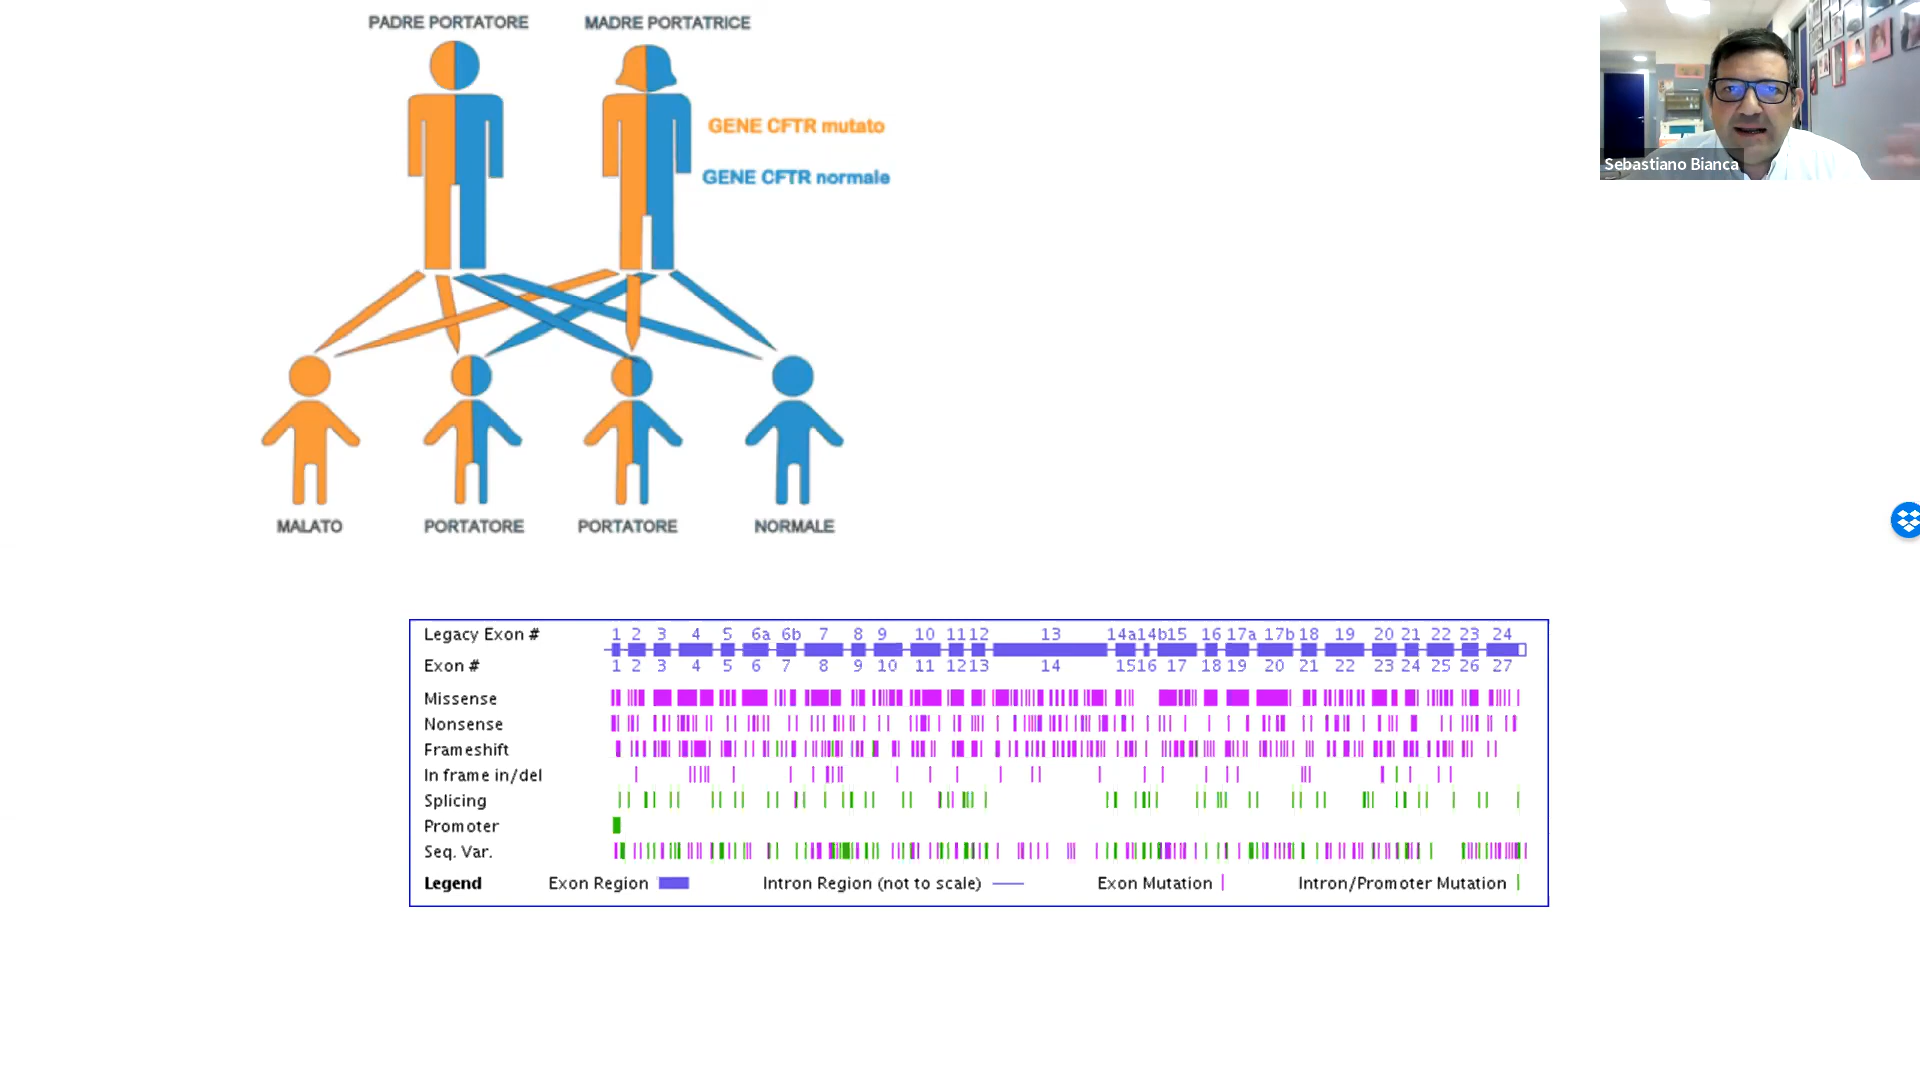 PADRE PORTATORE MADRE PORTATRICE
GENE CFTR mutato
GENE CFTR normale
Sebastiano Bianca
MALATO PORTATORE PORTATORE NORMALE
Legacy Exon # 1 2 3 4 5 6a 6b 7 8 9 10 11 12 13 14a 14b 15 16 17a 17b 18 19 20 21 22 23 24
Exon # 1 2 3 4 5 6 7 8 9 10 11 12 13 14 15 16 17 18 19 20 21 22 23 24 25 26 27
Missense
Nonsense
Frameshift
In frame in/del
Splicing
Promoter
Seq. Var.
Legend Exon Region Intron Region (not to scale) Exon Mutation Intron/Promoter Mutation